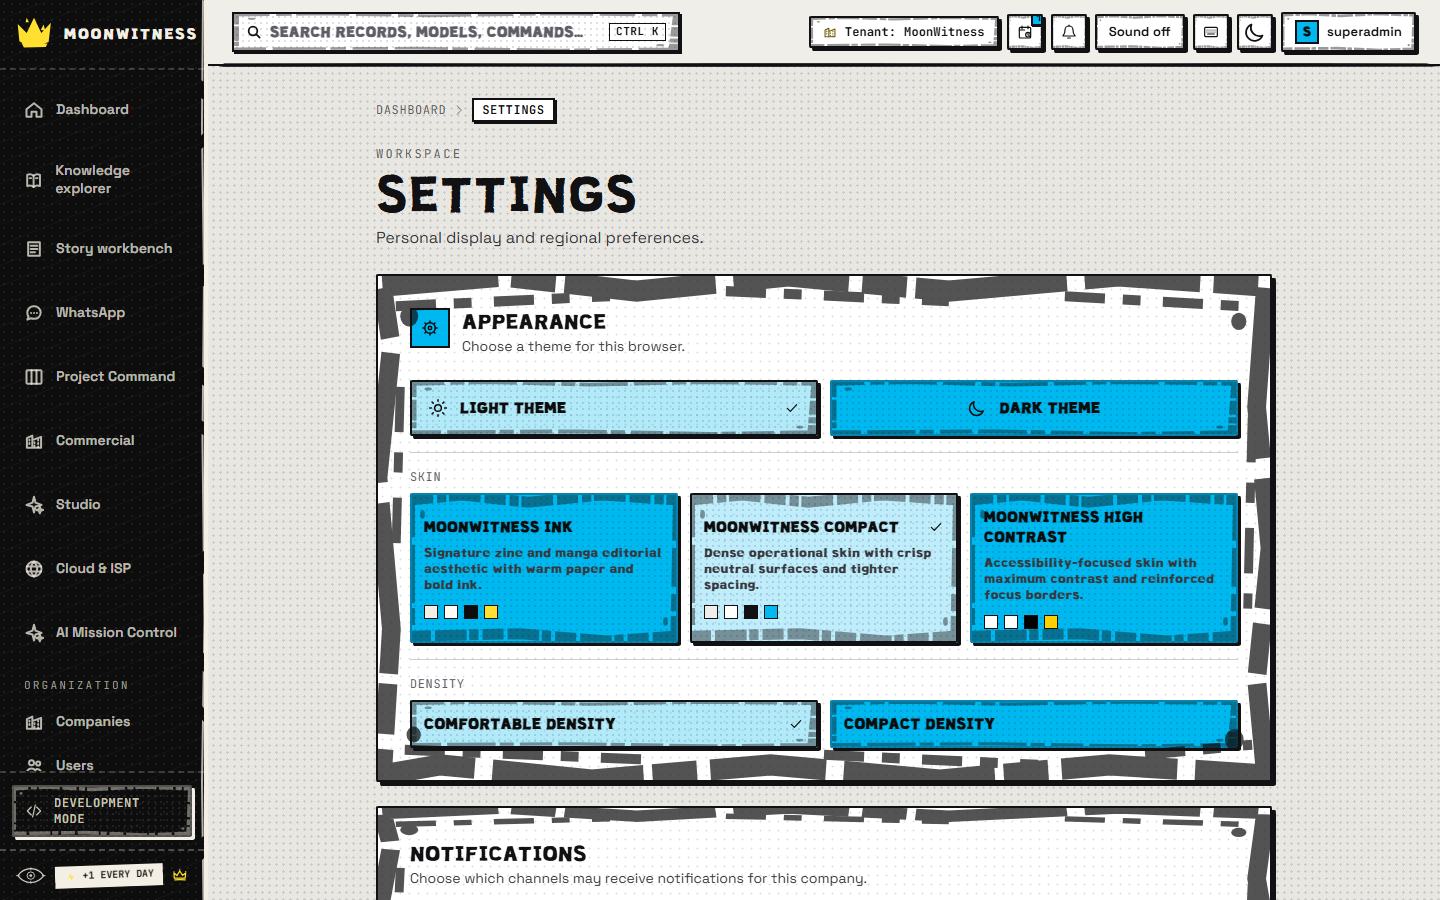 MOONWITNESS
SEARCH RECORDS, MODELS, COMMANDS…
CTRL K
Tenant: MoonWitness
Sound off
S
superadmin
Dashboard
Knowledge
explorer
Story workbench
WhatsApp
Project Command
Commercial
Studio
Cloud & ISP
AI Mission Control
ORGANIZATION
Companies
Users
DEVELOPMENT
MODE
+1 EVERY DAY
DASHBOARD
SETTINGS
WORKSPACE
SETTINGS
Personal display and regional preferences.
APPEARANCE
Choose a theme for this browser.
LIGHT THEME
DARK THEME
SKIN
MOONWITNESS INK
Signature zine and manga editorial
aesthetic with warm paper and
bold ink.
MOONWITNESS COMPACT
Dense operational skin with crisp
neutral surfaces and tighter
spacing.
MOONWITNESS HIGH
CONTRAST
Accessibility-focused skin with
maximum contrast and reinforced
focus borders.
DENSITY
COMFORTABLE DENSITY
COMPACT DENSITY
NOTIFICATIONS
Choose which channels may receive notifications for this company.